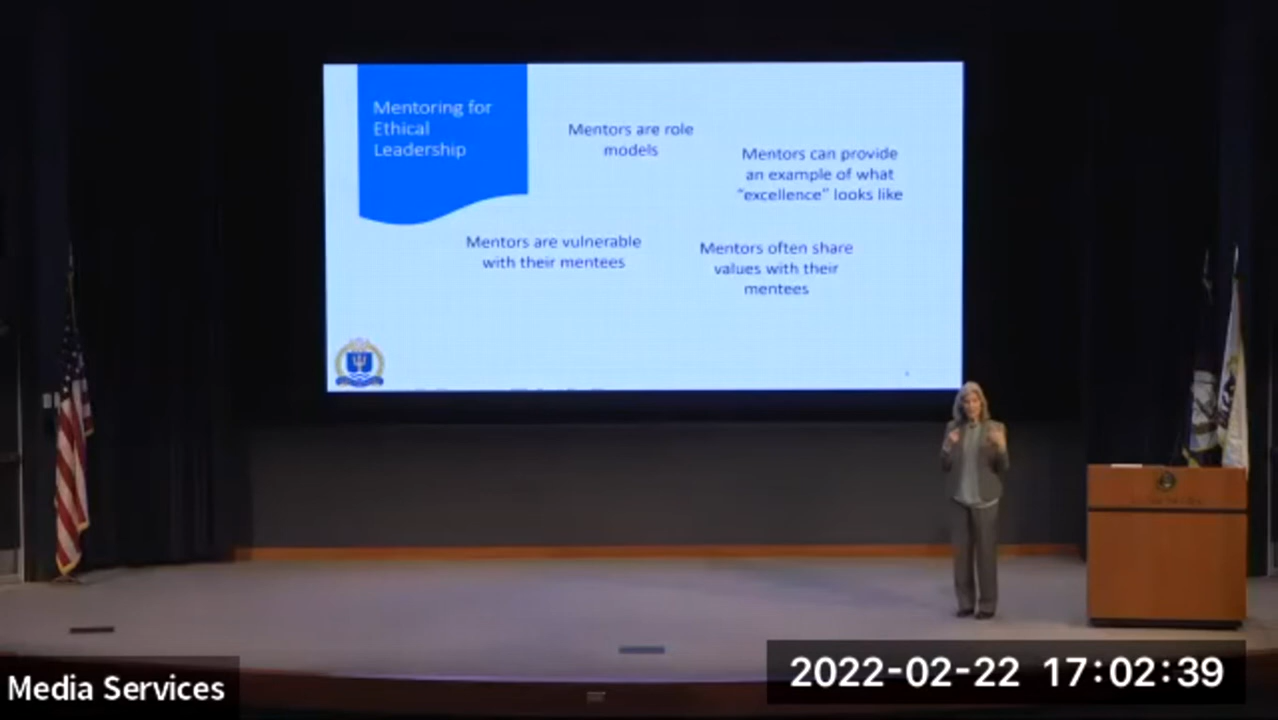 Mentoring for
Ethical
Leadership
Mentors are role
models
Mentors can provide
an example of what
“excellence” looks like
Mentors are vulnerable
with their mentees
Mentors often share
values with their
mentees
Media Services
2022-02-22 17:02:39